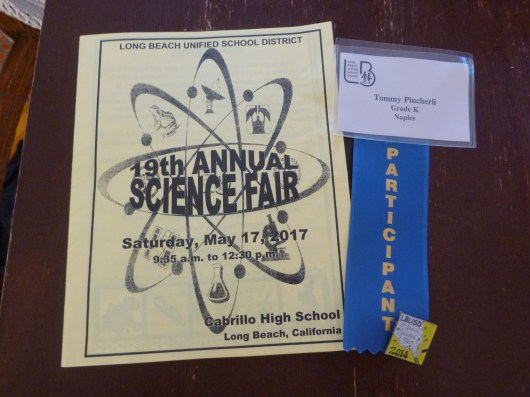 LONG BEACH UNIFIED SCHOOL DISTRICT
19th ANNUAL
SCIENCE FAIR
Saturday, May 17, 2017
9:35 a.m. to 12:30 p.m.
Cabrillo High School
Long Beach, California
LB
Tommy Pincherli
Grade K
Naples
PARTICIPANT
LBUSD
2014